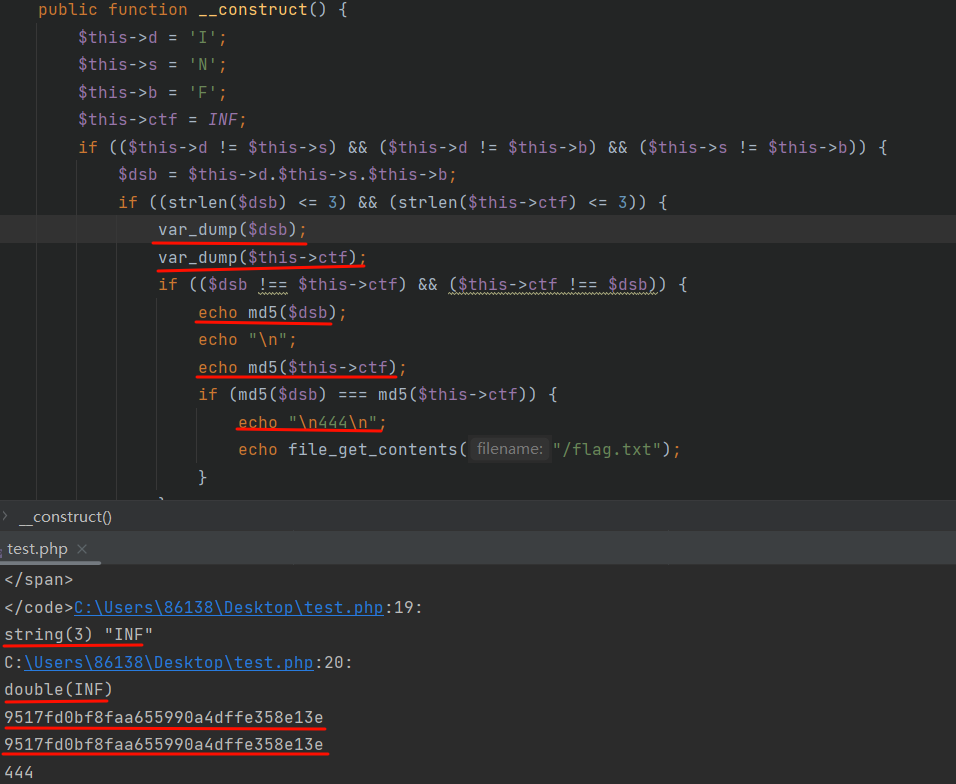 public function __construct() {
$this->d = 'I';
$this->s = 'N';
$this->b = 'F';
$this->ctf = INF;
if (($this->d != $this->s) && ($this->d != $this->b) && ($this->s != $this->b)) {
$dsb = $this->d.$this->s.$this->b;
if ((strlen($dsb) <= 3) && (strlen($this->ctf) <= 3)) {
var_dump($dsb);
var_dump($this->ctf);
if (($dsb !== $this->ctf) && ($this->ctf !== $dsb)) {
echo md5($dsb);
echo "\n";
echo md5($this->ctf);
if (md5($dsb) === md5($this->ctf)) {
echo "\n444\n";
echo file_get_contents( filename: "/flag.txt");
}
}
› __construct()
test.php ×
</span>
</code>C:\Users\86138\Desktop\test.php:19:
string(3) "INF"
C:\Users\86138\Desktop\test.php:20:
double(INF)
9517fd0bf8faa655990a4dffe358e13e
9517fd0bf8faa655990a4dffe358e13e
444